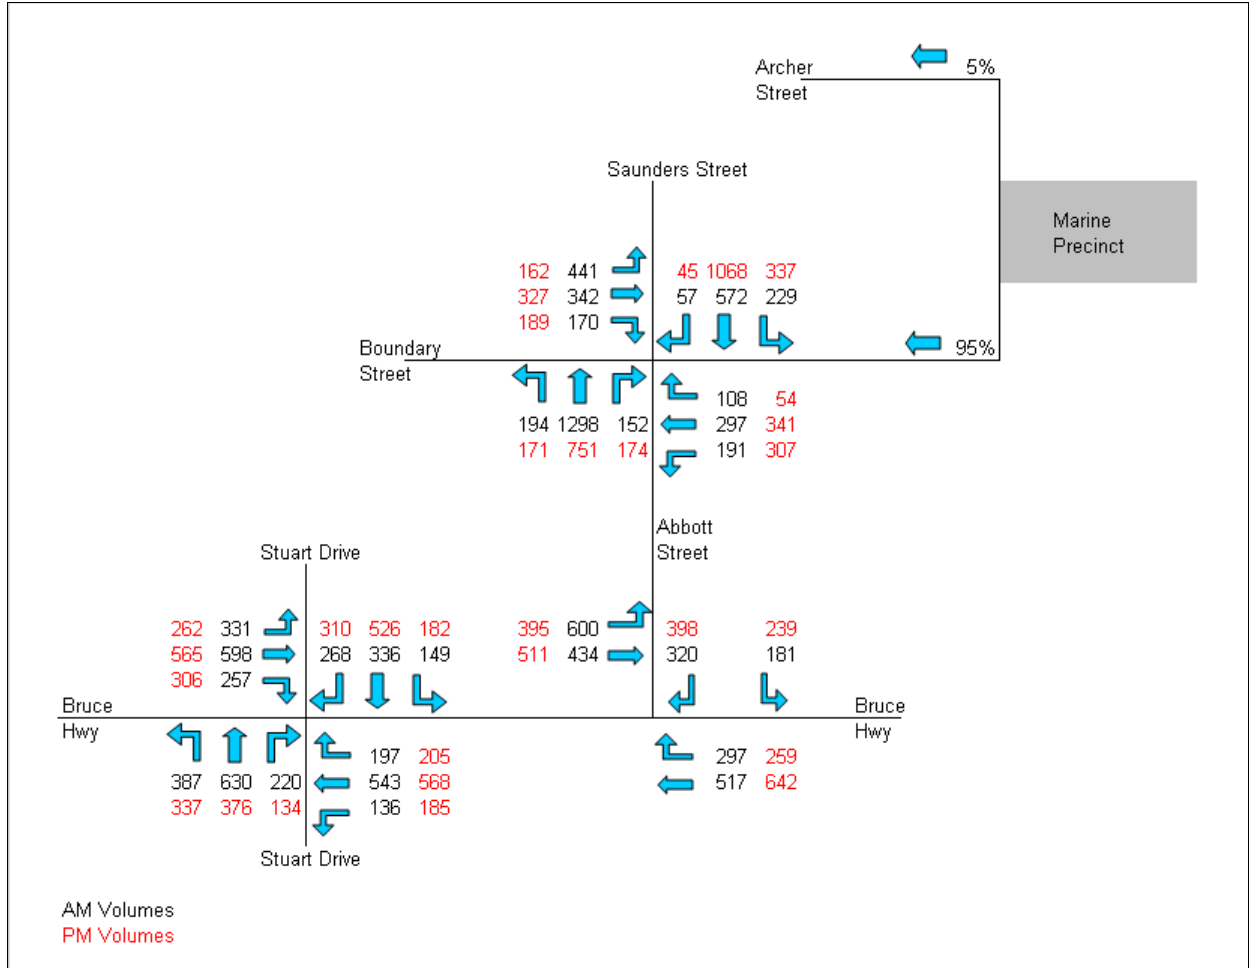 Archer 5%
Street
Saunders Street
Marine
Precinct
162 441 45 1068 337
327 342 57 572 229
189 170
Boundary 95%
Street
108 54
194 1298 152 297 341
171 751 174 191 307
Abbott
Street
Stuart Drive
262 331 310 526 182 395 600 398 239
565 598 268 336 149 511 434 320 181
306 257
Bruce Bruce
Hwy Hwy
197 205 297 259
387 630 220 543 568 517 642
337 376 134 136 185
Stuart Drive
AM Volumes
PM Volumes